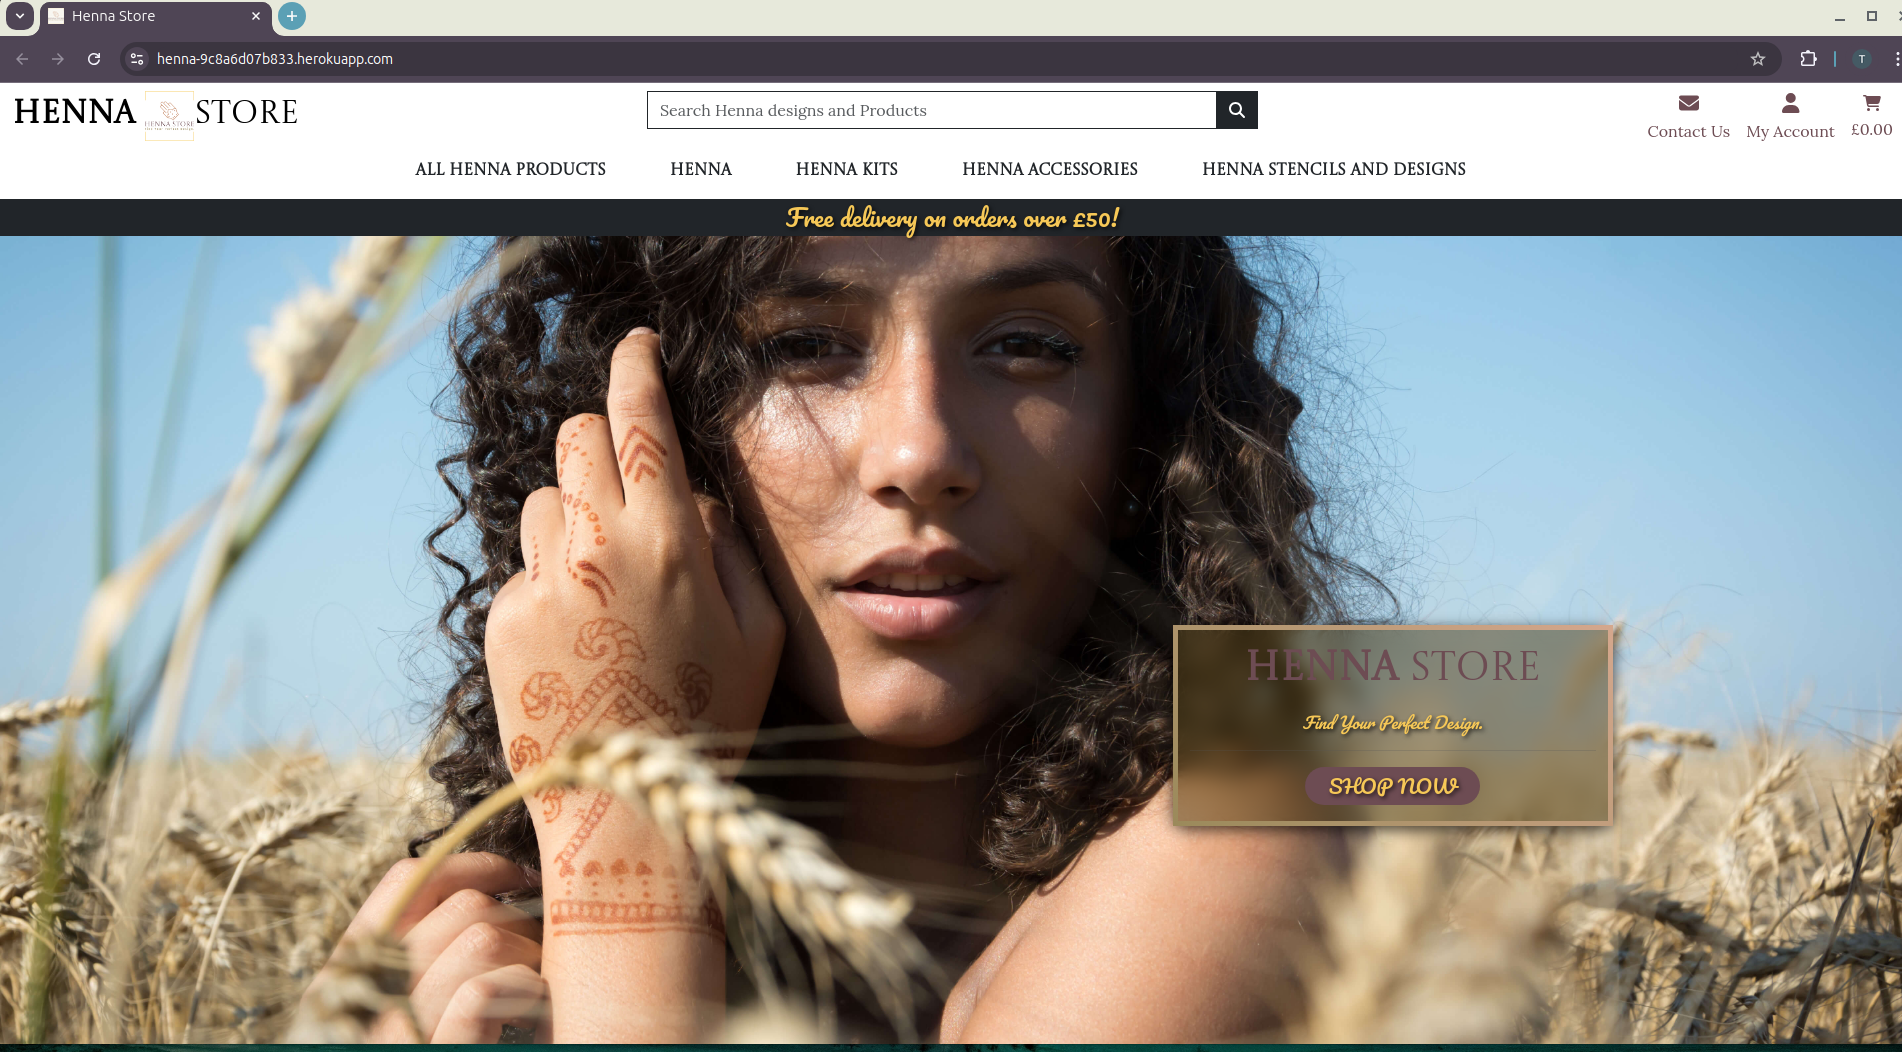 Henna Store
henna-9c8a6d07b833.herokuapp.com
T
HENNA STORE
HENNA STORE
Search Henna designs and Products
Contact Us
My Account
£0.00
ALL HENNA PRODUCTS
HENNA
HENNA KITS
HENNA ACCESSORIES
HENNA STENCILS AND DESIGNS
Free delivery on orders over £50!
HENNA STORE
Find Your Perfect Design.
SHOP NOW